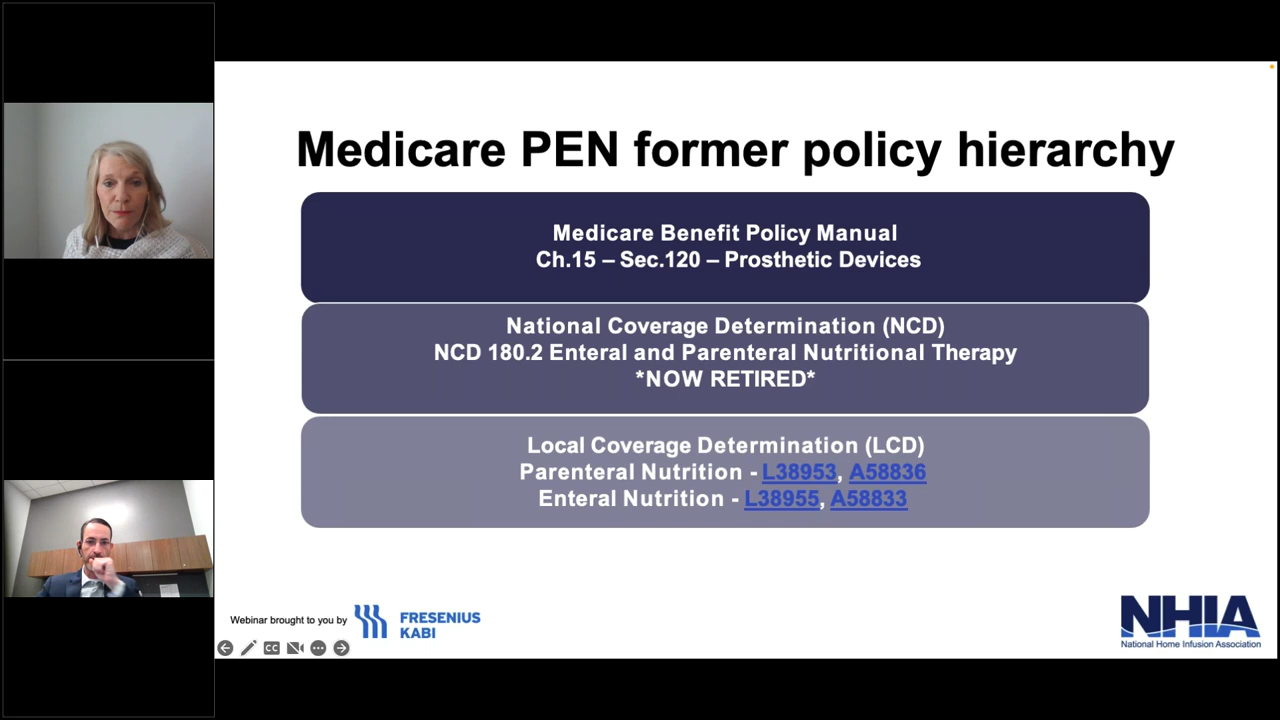 Medicare PEN former policy hierarchy
Medicare Benefit Policy Manual
Ch.15 – Sec.120 – Prosthetic Devices
National Coverage Determination (NCD)
NCD 180.2 Enteral and Parenteral Nutritional Therapy
*NOW RETIRED*
Local Coverage Determination (LCD)
Parenteral Nutrition - L38953, A58836
Enteral Nutrition - L38955, A58833
Webinar brought to you by
FRESENIUS
KABI
CC
NHIA
National Home Infusion Association